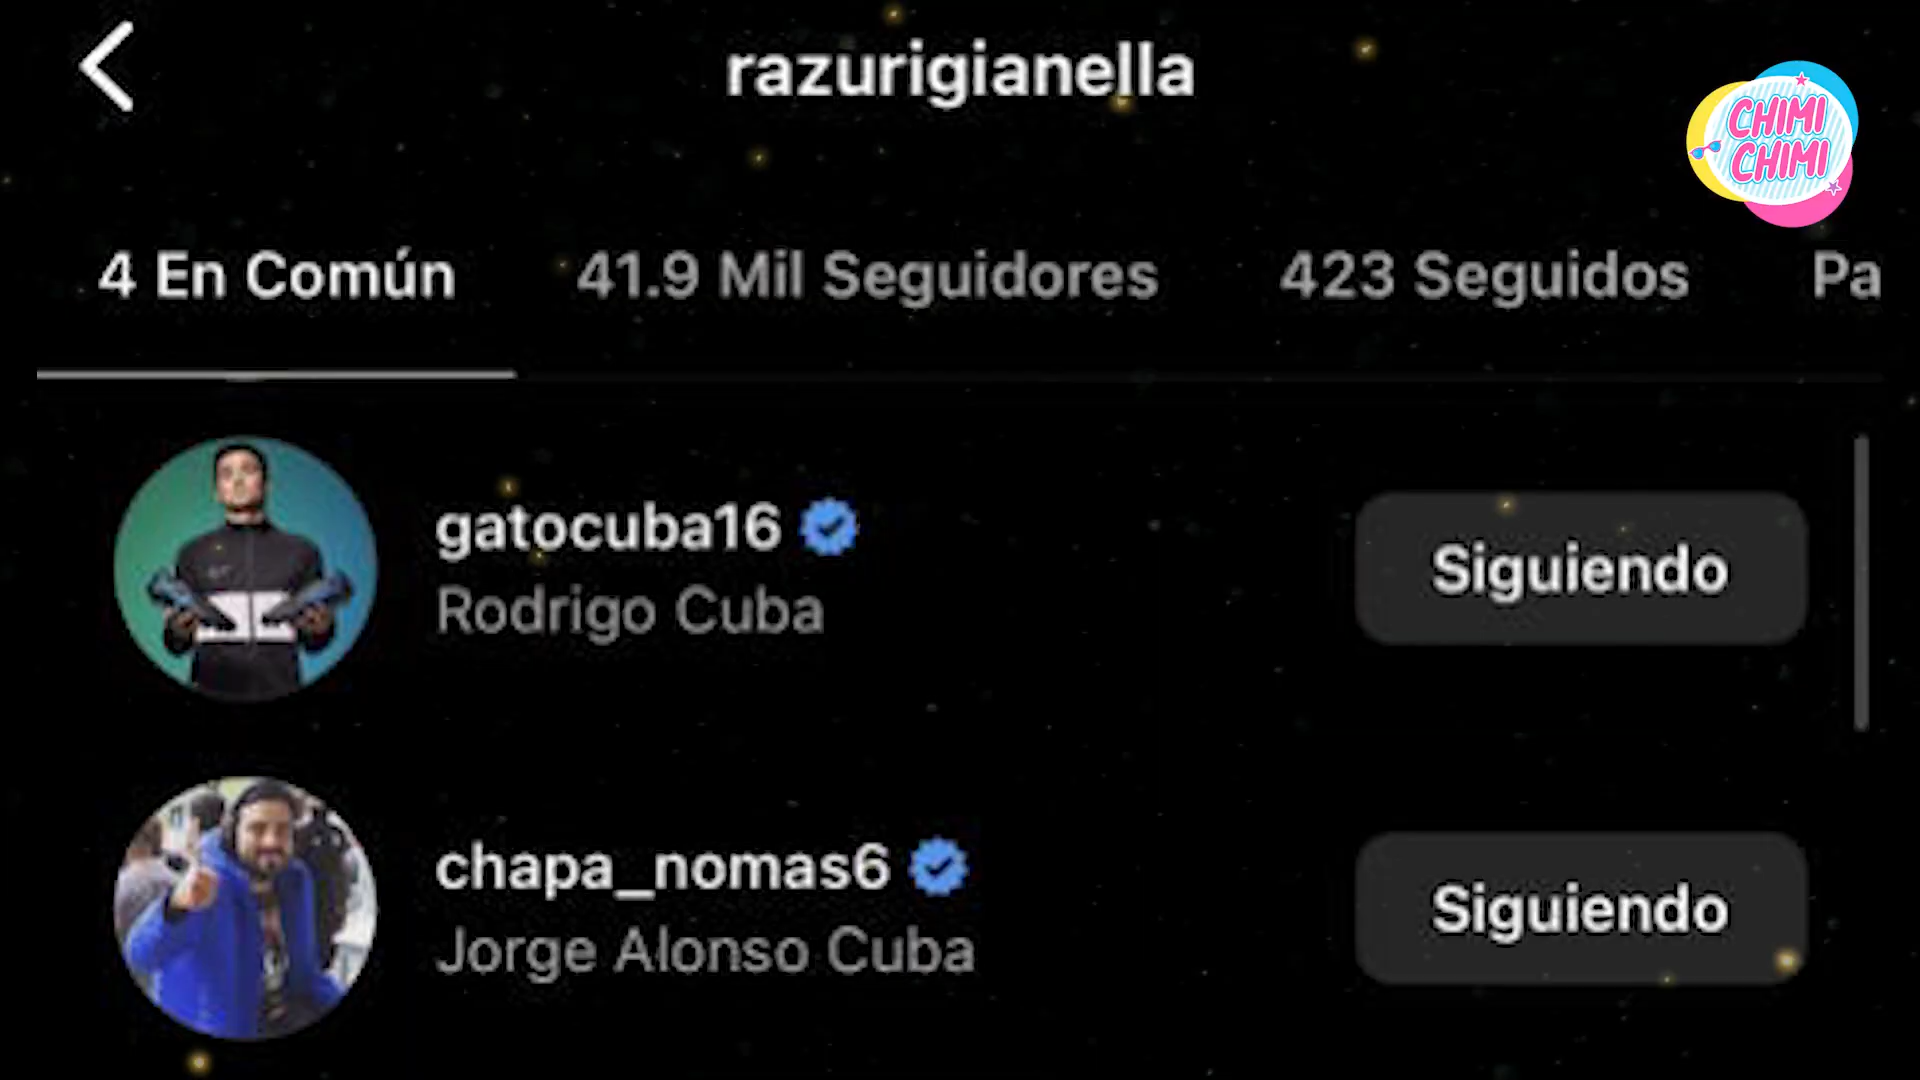 razurigianella
CHIMI
CHIMI
4 En Común
41.9 Mil Seguidores
423 Seguidos
Pa
gatocuba16
Rodrigo Cuba
Siguiendo
chapa_nomas6
Jorge Alonso Cuba
Siguiendo